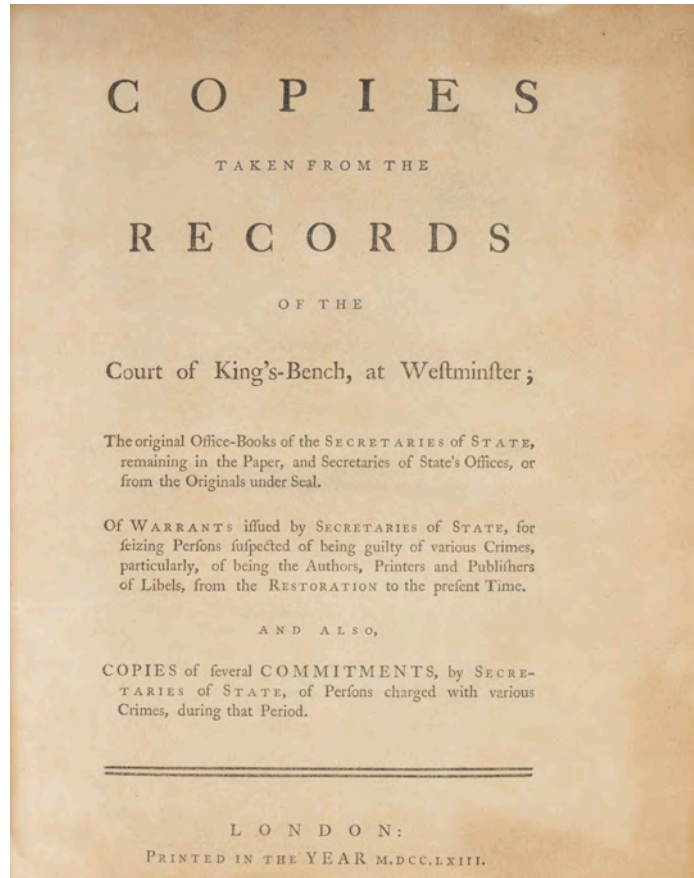 COPIES
TAKEN FROM THE
RECORDS
OF THE
Court of King's-Bench, at Weſtminſter;
The original Office-Books of the SECRETARIES of STATE,
remaining in the Paper, and Secretaries of State's Offices, or
from the Originals under Seal.
Of WARRANTS iſſued by SECRETARIES of STATE, for
ſeizing Perſons ſuſpected of being guilty of various Crimes,
particularly, of being the Authors, Printers and Publiſhers
of Libels, from the RESTORATION to the preſent Time.
AND ALSO,
COPIES of ſeveral COMMITMENTS, by SECRE-
TARIES of STATE, of Perſons charged with various
Crimes, during that Period.
LONDON:
PRINTED IN THE YEAR M.DCC.LXIII.